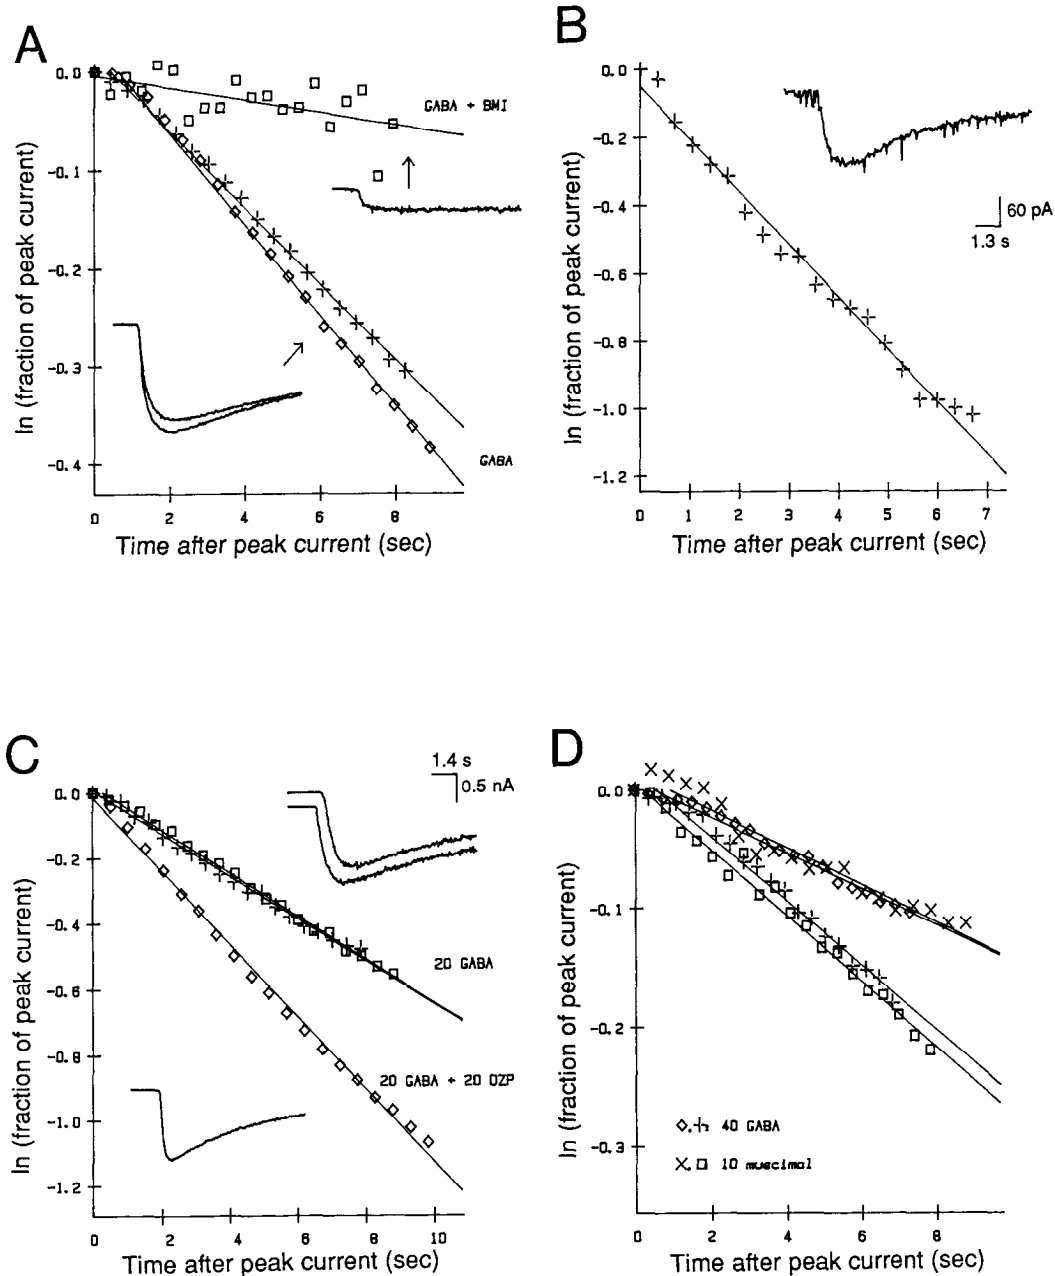 A
ln (fraction of peak current)
0.0
-0.1
-0.2
-0.3
-0.4
GABA + BMI
GABA
0 2 4 6 8
Time after peak current (sec)
B
ln (fraction of peak current)
0.0
-0.2
-0.4
-0.6
-0.8
-1.0
-1.2
60 pA
1.3 s
0 1 2 3 4 5 6 7
Time after peak current (sec)
C
ln (fraction of peak current)
0.0
-0.2
-0.4
-0.6
-0.8
-1.0
-1.2
1.4 s
0.5 nA
20 GABA
20 GABA + 20 DZP
0 2 4 6 8 10
Time after peak current (sec)
D
ln (fraction of peak current)
0.0
-0.1
-0.2
-0.3
40 GABA
10 muscimol
2 4 6 8
Time after peak current (sec)